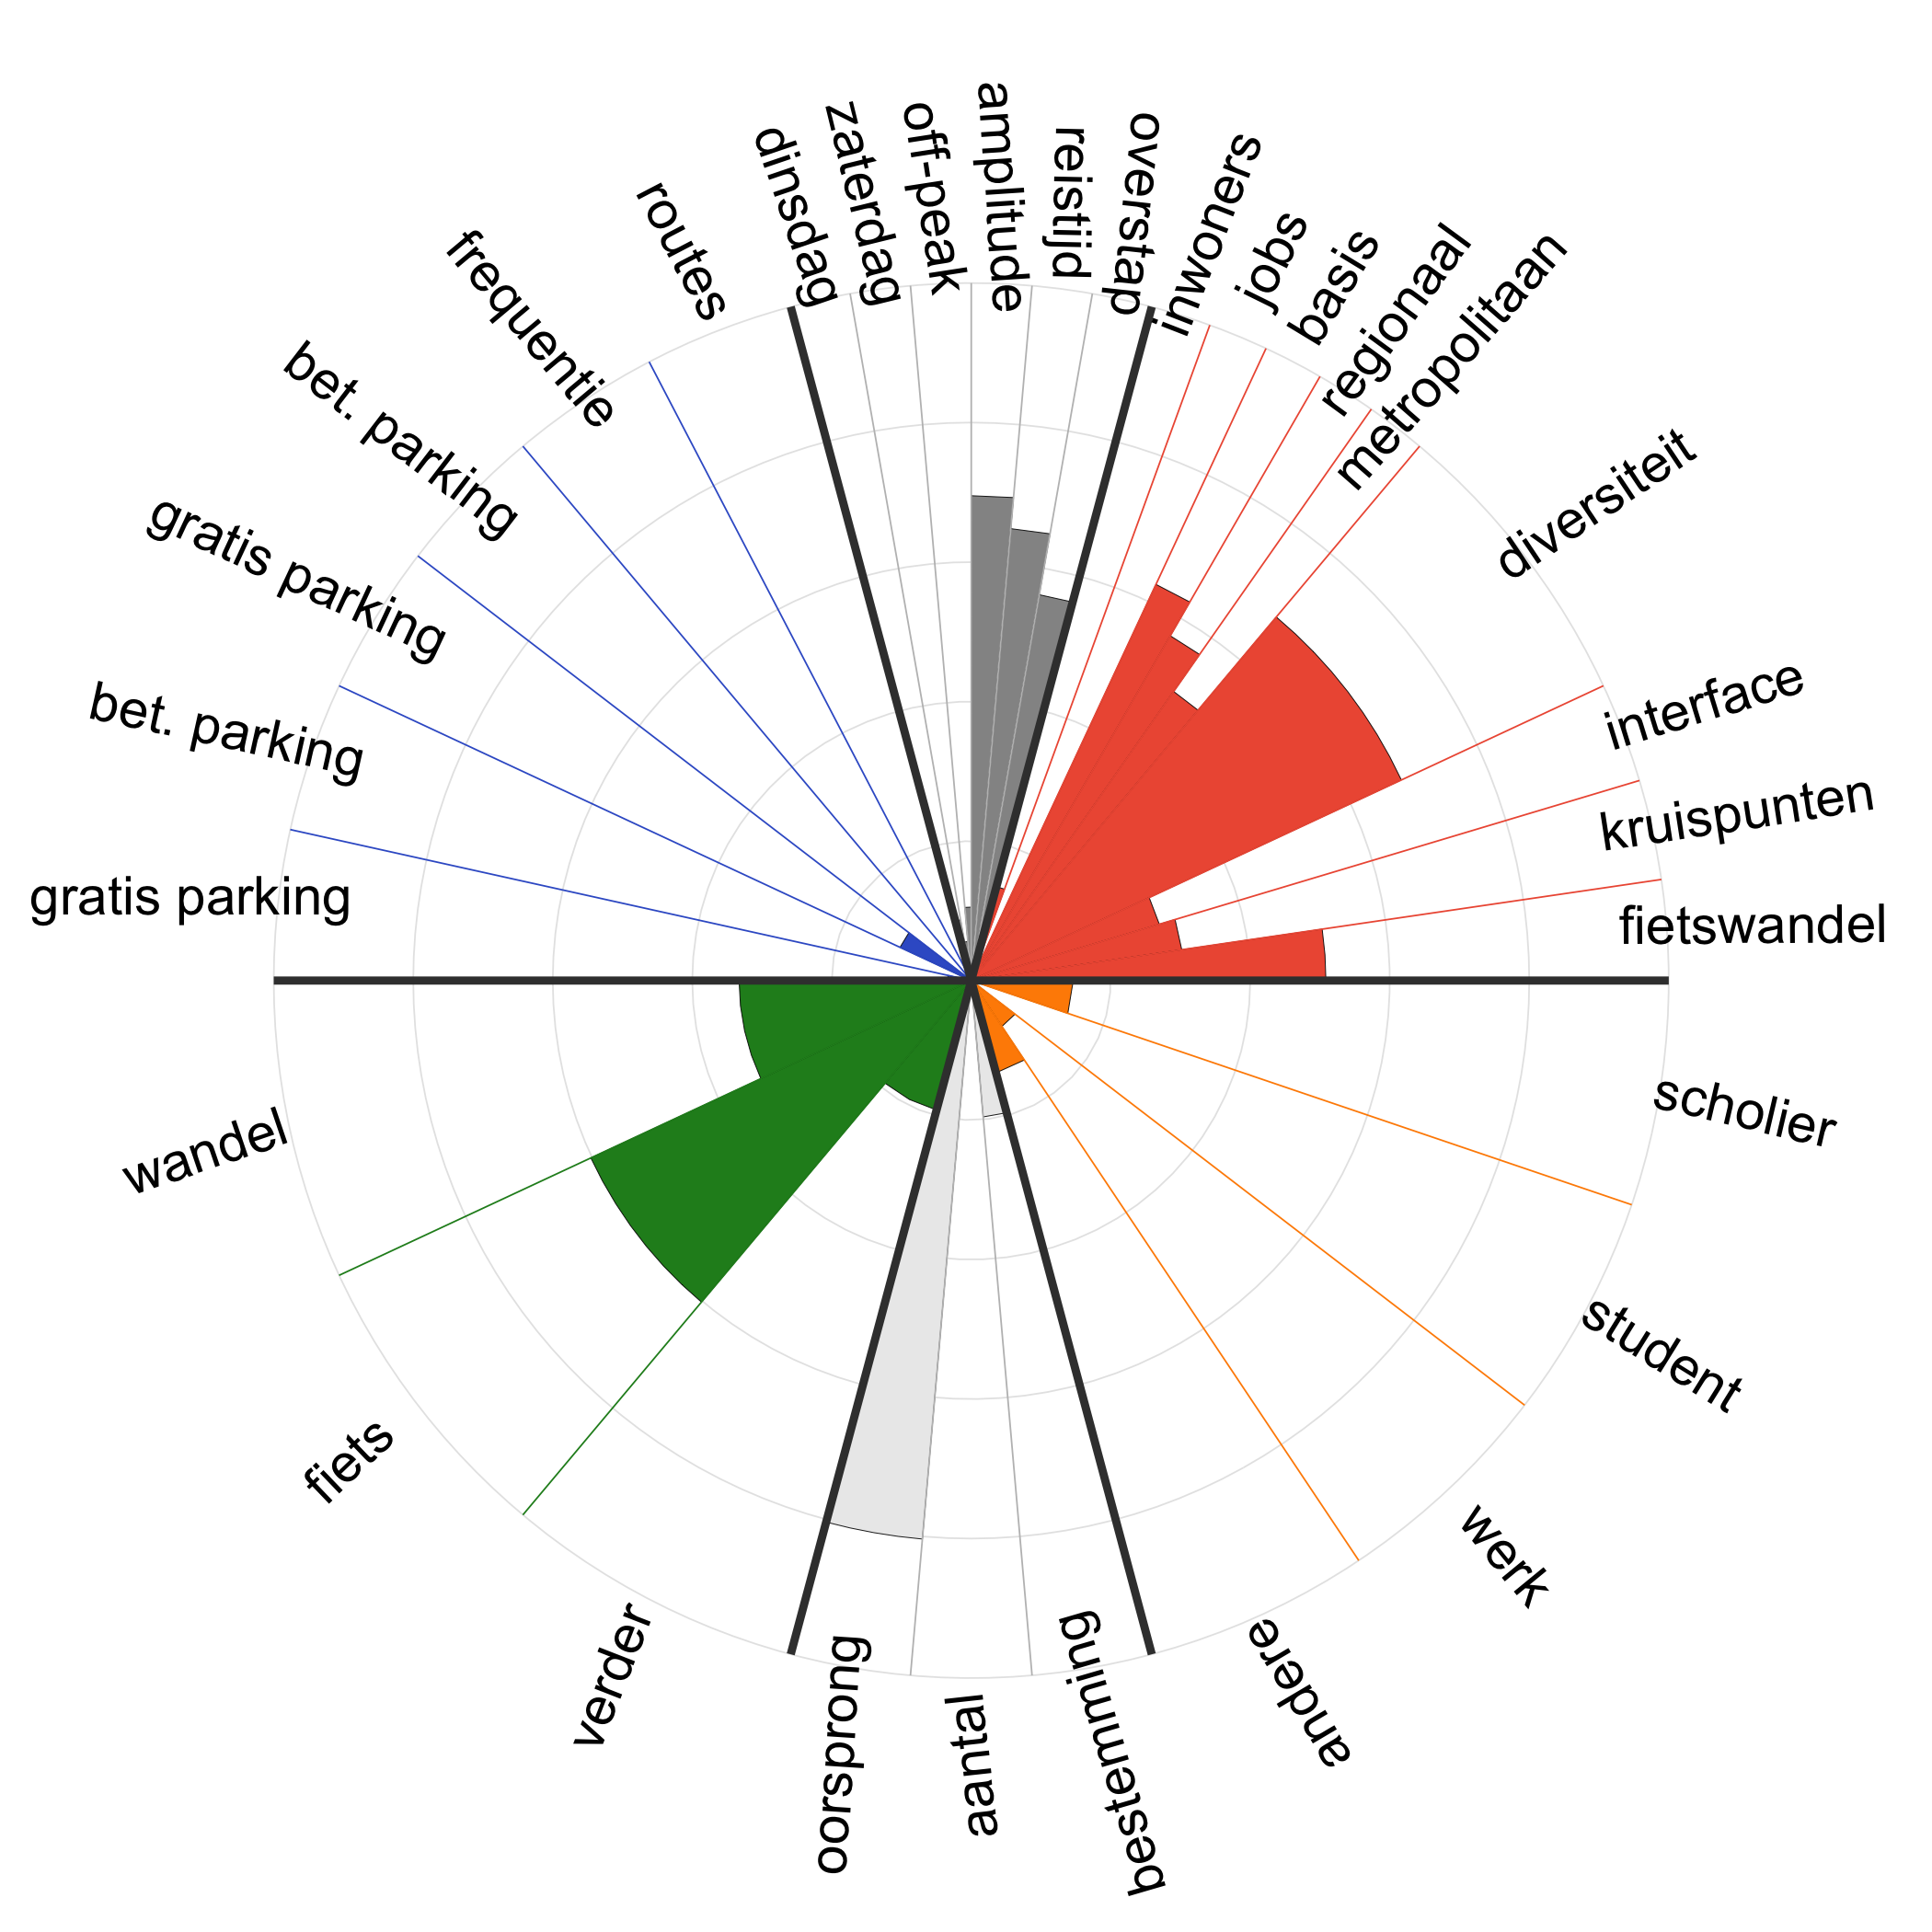 dinsdag
zaterdag
off-peak
amplitude
reistijd
overstap
inwoners
jobs
basis
regionaal
metropolitaan
diversiteit
interface
kruispunten
fietswandel
scholier
student
werk
andere
bestemming
aantal
oorsprong
verder
fiets
wandel
gratis parking
bet. parking
gratis parking
bet. parking
frequentie
routes